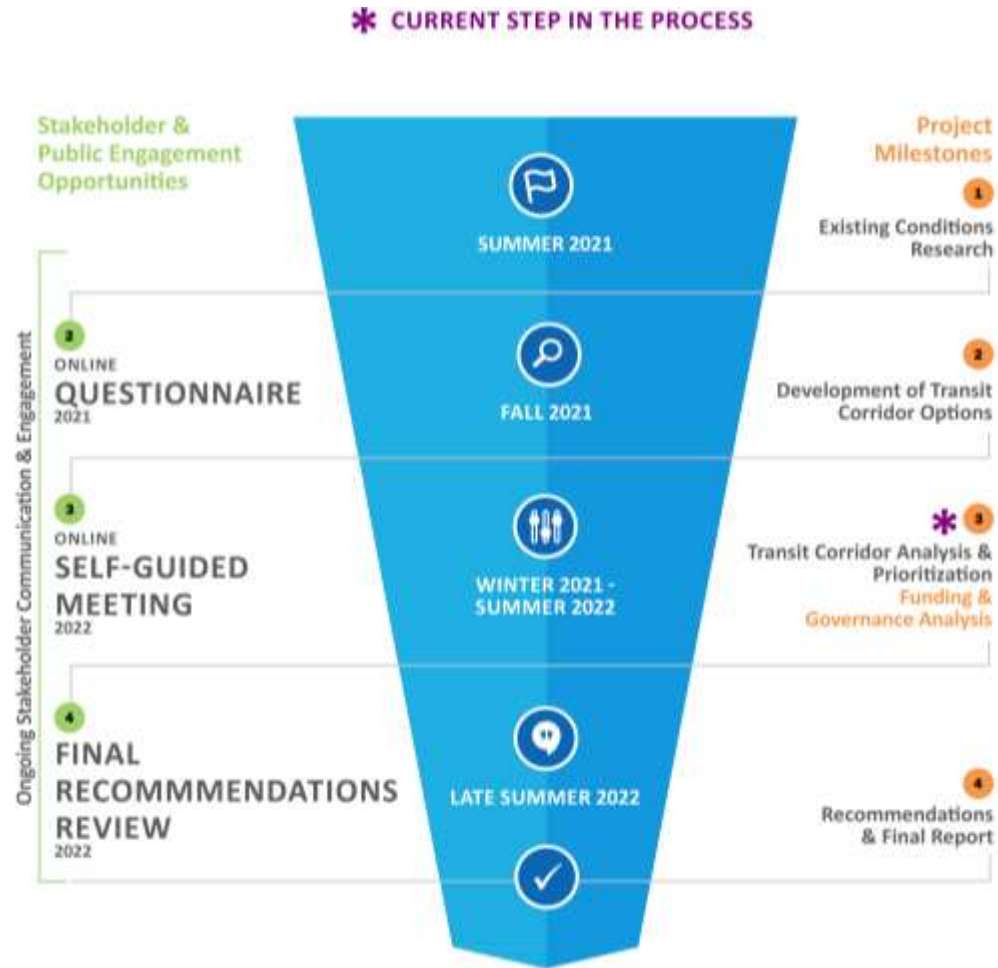 * CURRENT STEP IN THE PROCESS
Stakeholder &
Public Engagement
Opportunities
Project
Milestones
1
Existing Conditions
Research
SUMMER 2021
Ongoing Stakeholder Communication & Engagement
2
ONLINE
QUESTIONNAIRE
2021
FALL 2021
2
Development of Transit
Corridor Options
3
ONLINE
SELF-GUIDED
MEETING
2022
WINTER 2021 -
SUMMER 2022
* 3
Transit Corridor Analysis &
Prioritization
Funding &
Governance Analysis
4
FINAL
RECOMMMENDATIONS
REVIEW
2022
LATE SUMMER 2022
4
Recommendations
& Final Report